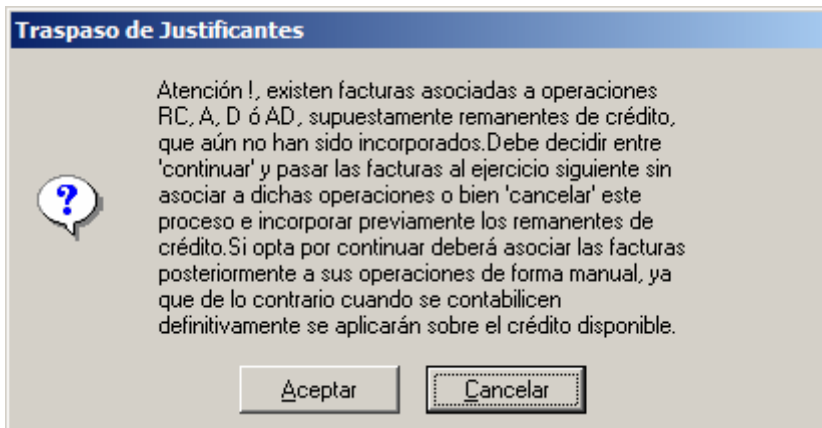 Traspaso de Justificantes
Atención !, existen facturas asociadas a operaciones
RC, A, D ó AD, supuestamente remanentes de crédito,
que aún no han sido incorporados.Debe decidir entre
'continuar' y pasar las facturas al ejercicio siguiente sin
asociar a dichas operaciones o bien 'cancelar' este
proceso e incorporar previamente los remanentes de
crédito.Si opta por continuar deberá asociar las facturas
posteriormente a sus operaciones de forma manual, ya
que de lo contrario cuando se contabilicen
definitivamente se aplicarán sobre el crédito disponible.
Aceptar
Cancelar